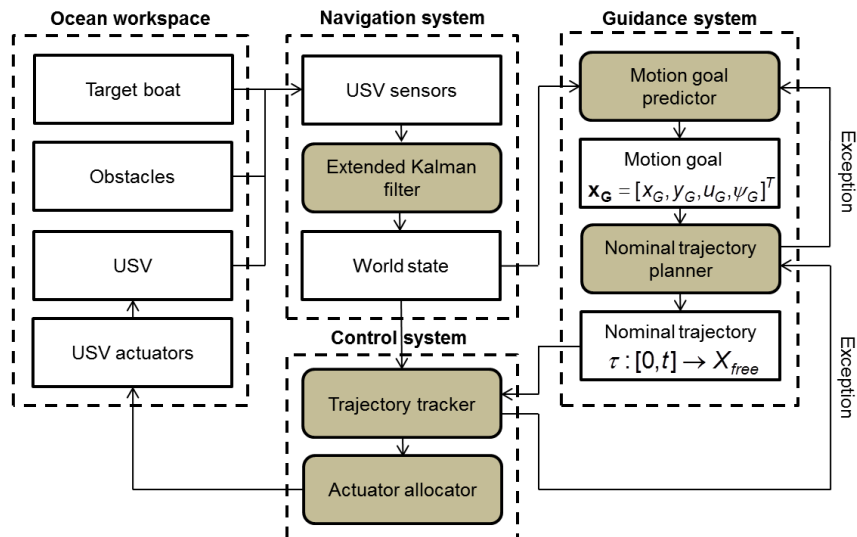 Ocean workspace
Target boat
Obstacles
USV
USV actuators
Navigation system
USV sensors
Extended Kalman
filter
World state
Control system
Trajectory tracker
Actuator allocator
Guidance system
Motion goal
predictor
Motion goal
𝐱_G = [x_G, y_G, u_G, ψ_G]^T
Nominal trajectory
planner
Nominal trajectory
τ : [0,t] → X_free
Exception
Exception